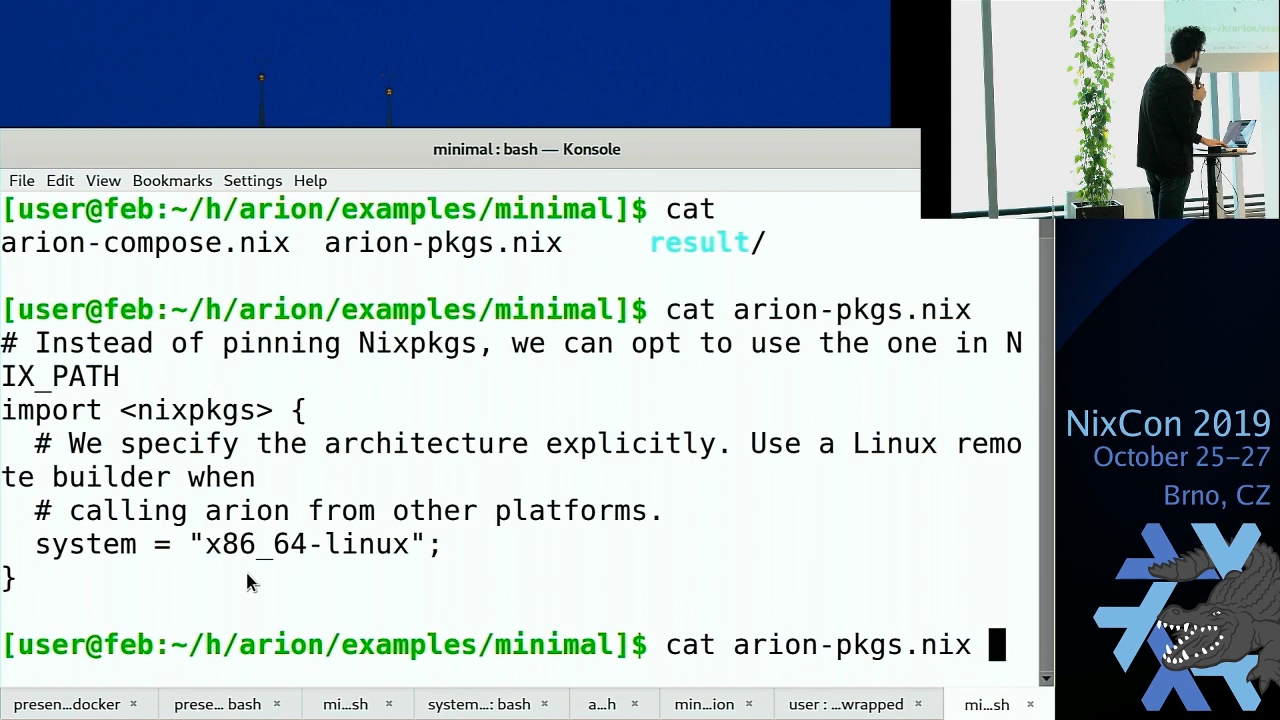 minimal : bash — Konsole
File Edit View Bookmarks Settings Help
[user@feb:~/h/arion/examples/minimal]$ cat
arion-compose.nix  arion-pkgs.nix     result/
[user@feb:~/h/arion/examples/minimal]$ cat arion-pkgs.nix
# Instead of pinning Nixpkgs, we can opt to use the one in N
IX_PATH
import <nixpkgs> {
  # We specify the architecture explicitly. Use a Linux remo
te builder when
  # calling arion from other platforms.
  system = "x86_64-linux";
}
[user@feb:~/h/arion/examples/minimal]$ cat arion-pkgs.nix
presen...docker × prese... bash × mi...sh × system...: bash × a...h × min...ion × user : ...wrapped × mi...sh ×
NixCon 2019
October 25–27
Brno, CZ